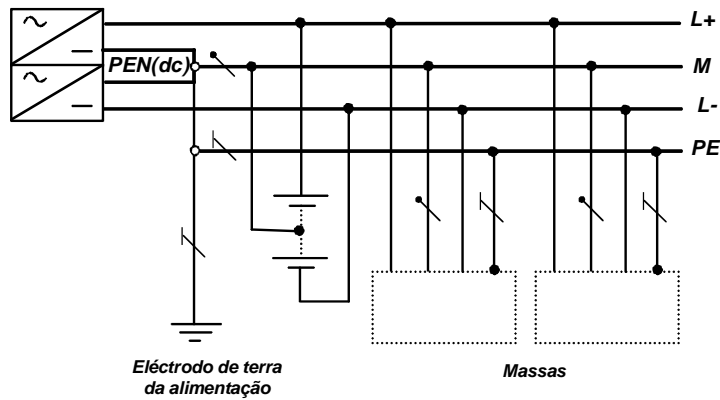 L+
PEN(dc)
M
L-
PE
Eléctrodo de terra
da alimentação
Massas